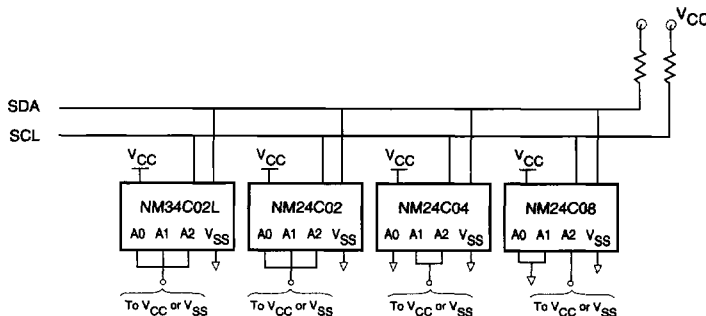 VCC
SDA
SCL
VCC VCC VCC VCC
NM34C02L NM24C02 NM24C04 NM24C08
A0 A1 A2 VSS A0 A1 A2 VSS A0 A1 A2 VSS A0 A1 A2 VSS
To VCC or VSS To VCC or VSS To VCC or VSS To VCC or VSS